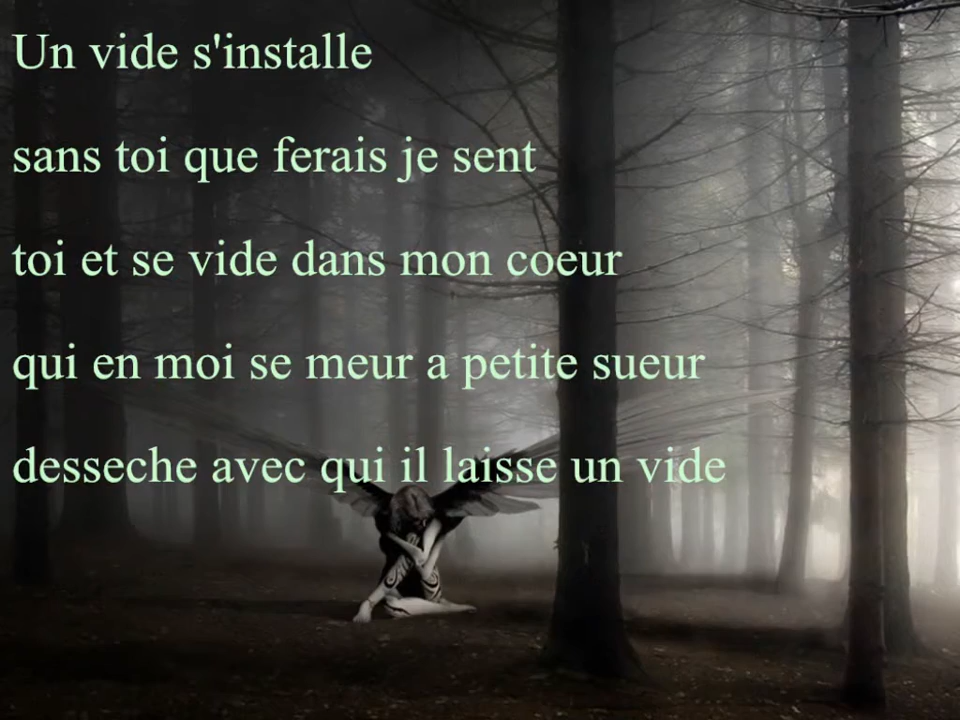 Un vide s'installe
sans toi que ferais je sent
toi et se vide dans mon coeur
qui en moi se meur a petite sueur
desseche avec qui il laisse un vide